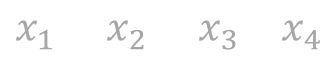 x₁ x₂ x₃ x₄